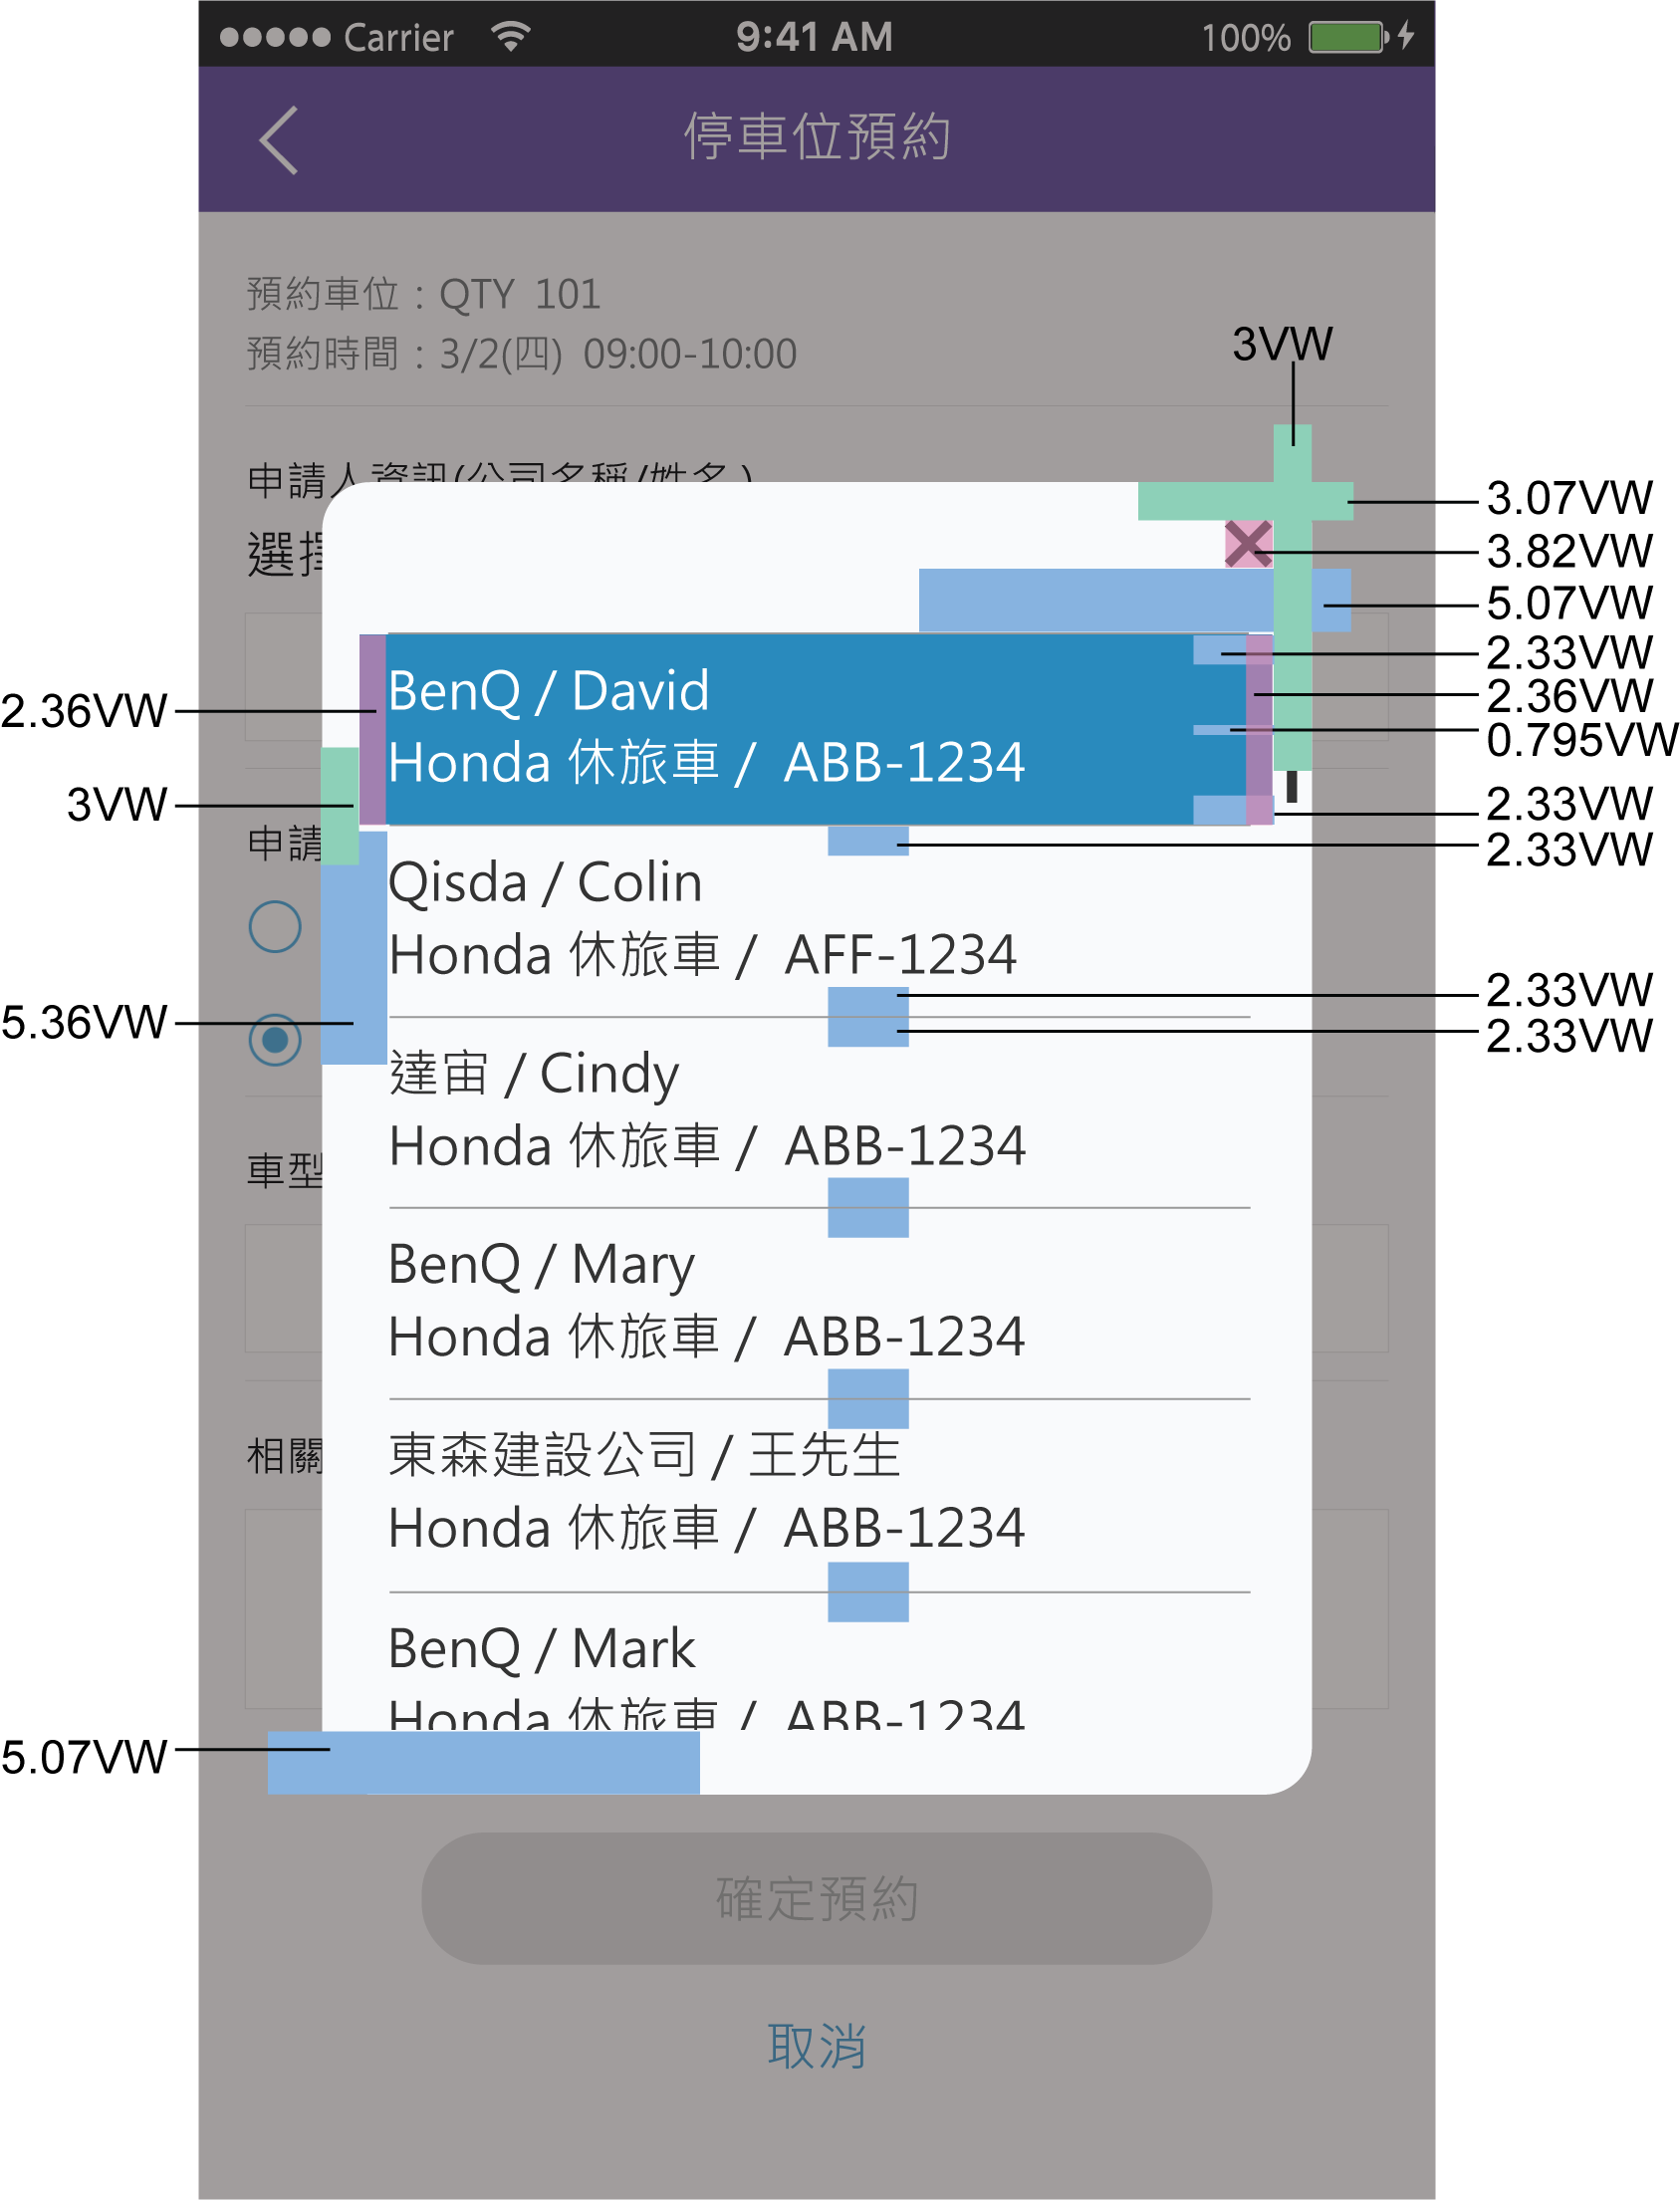 Carrier 9:41 AM 100%
停車位預約
預約車位：QTY 101
預約時間：3/2(四) 09:00-10:00
3VW
申請人資訊(公司名稱/姓名)
3.07VW
選擇
3.82VW
5.07VW
2.33VW
BenQ / David
2.36VW
2.36VW
0.795VW
Honda 休旅車 / ABB-1234
3VW
2.33VW
申請
2.33VW
Qisda / Colin
Honda 休旅車 / AFF-1234
2.33VW
5.36VW
2.33VW
達宙 / Cindy
Honda 休旅車 / ABB-1234
車型
BenQ / Mary
Honda 休旅車 / ABB-1234
相關
東森建設公司 / 王先生
Honda 休旅車 / ABB-1234
BenQ / Mark
Honda 休旅車 / ABB-1234
5.07VW
確定預約
取消